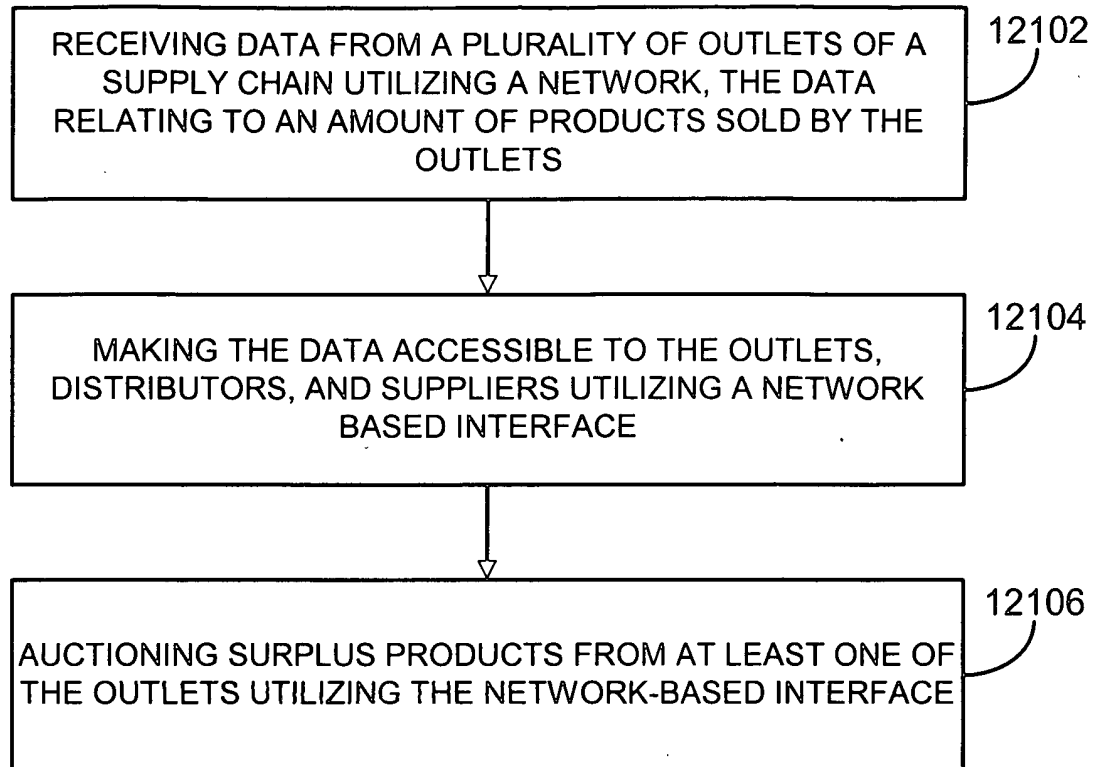 RECEIVING DATA FROM A PLURALITY OF OUTLETS OF A
SUPPLY CHAIN UTILIZING A NETWORK, THE DATA
RELATING TO AN AMOUNT OF PRODUCTS SOLD BY THE
OUTLETS
12102
MAKING THE DATA ACCESSIBLE TO THE OUTLETS,
DISTRIBUTORS, AND SUPPLIERS UTILIZING A NETWORK
BASED INTERFACE
12104
AUCTIONING SURPLUS PRODUCTS FROM AT LEAST ONE OF
THE OUTLETS UTILIZING THE NETWORK-BASED INTERFACE
12106